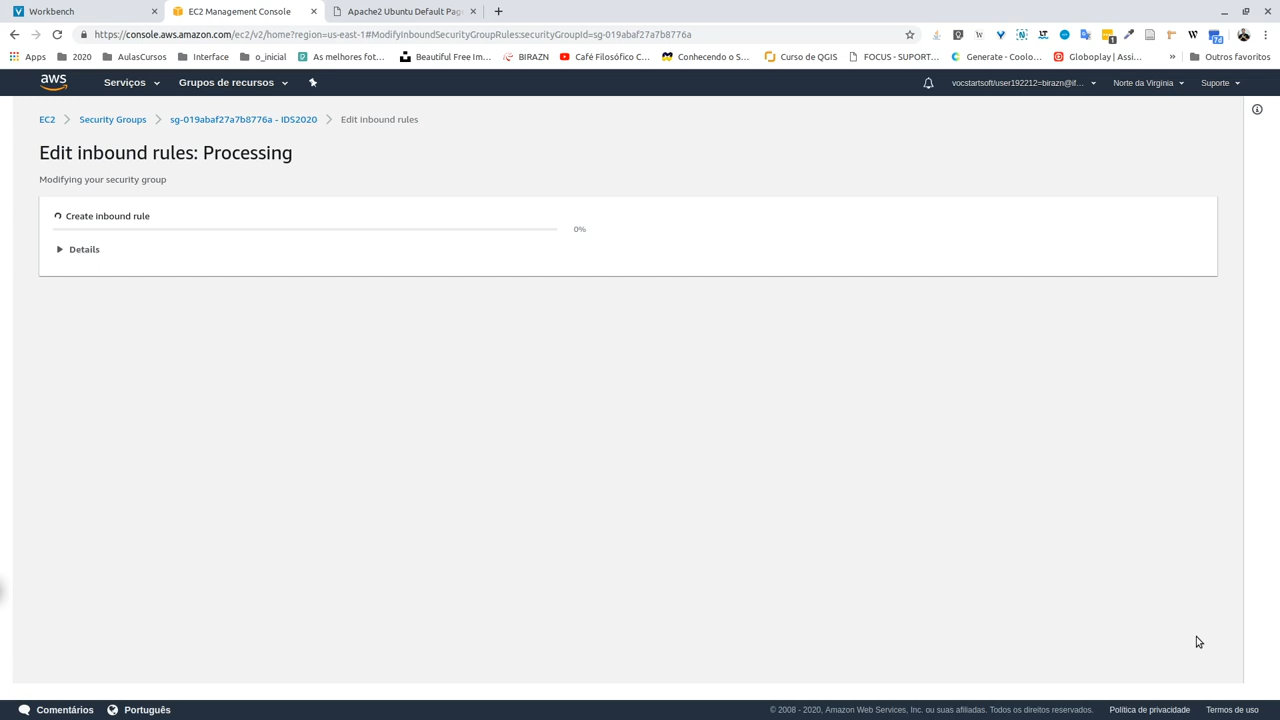 Workbench
EC2 Management Console
Apache2 Ubuntu Default Pag
https://console.aws.amazon.com/ec2/v2/home?region=us-east-1#ModifyInboundSecurityGroupRules:securityGroupId=sg-019abaf27a7b8776a
Apps 2020 AulasCursos Interface o_inicial As melhores fot... Beautiful Free Im... BIRAZN Café Filosófico C... Conhecendo o S... Curso de QGIS FOCUS - SUPORT... Generate - Coolo... Globoplay | Assi... » Outros favoritos
aws Serviços Grupos de recursos vocstartsoft/user192212=birazn@if... Norte da Virgínia Suporte
EC2 Security Groups sg-019abaf27a7b8776a - IDS2020 Edit inbound rules
Edit inbound rules: Processing
Modifying your security group
Create inbound rule
0%
Details
Comentários Português © 2008 - 2020, Amazon Web Services, Inc. ou suas afiliadas. Todos os direitos reservados. Política de privacidade Termos de uso